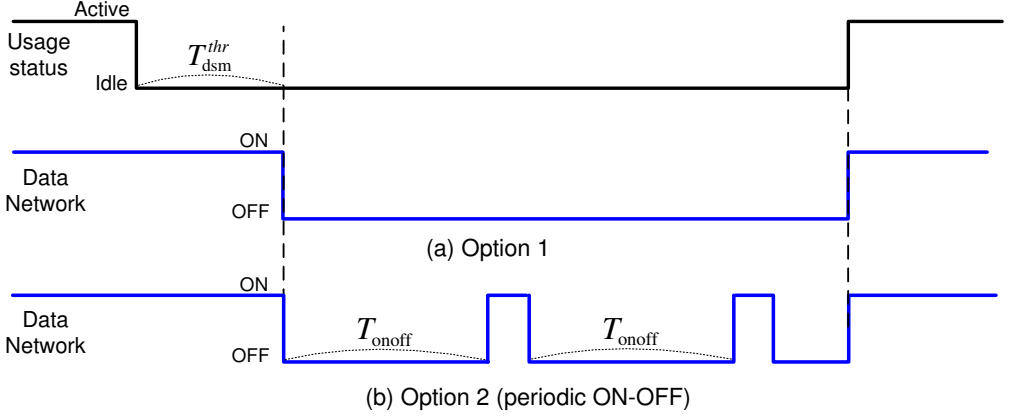 Active
Usage
status
T_dsm^thr
Idle
ON
Data
Network
OFF
(a) Option 1
ON
Data
Network
T_onoff
T_onoff
OFF
(b) Option 2 (periodic ON-OFF)